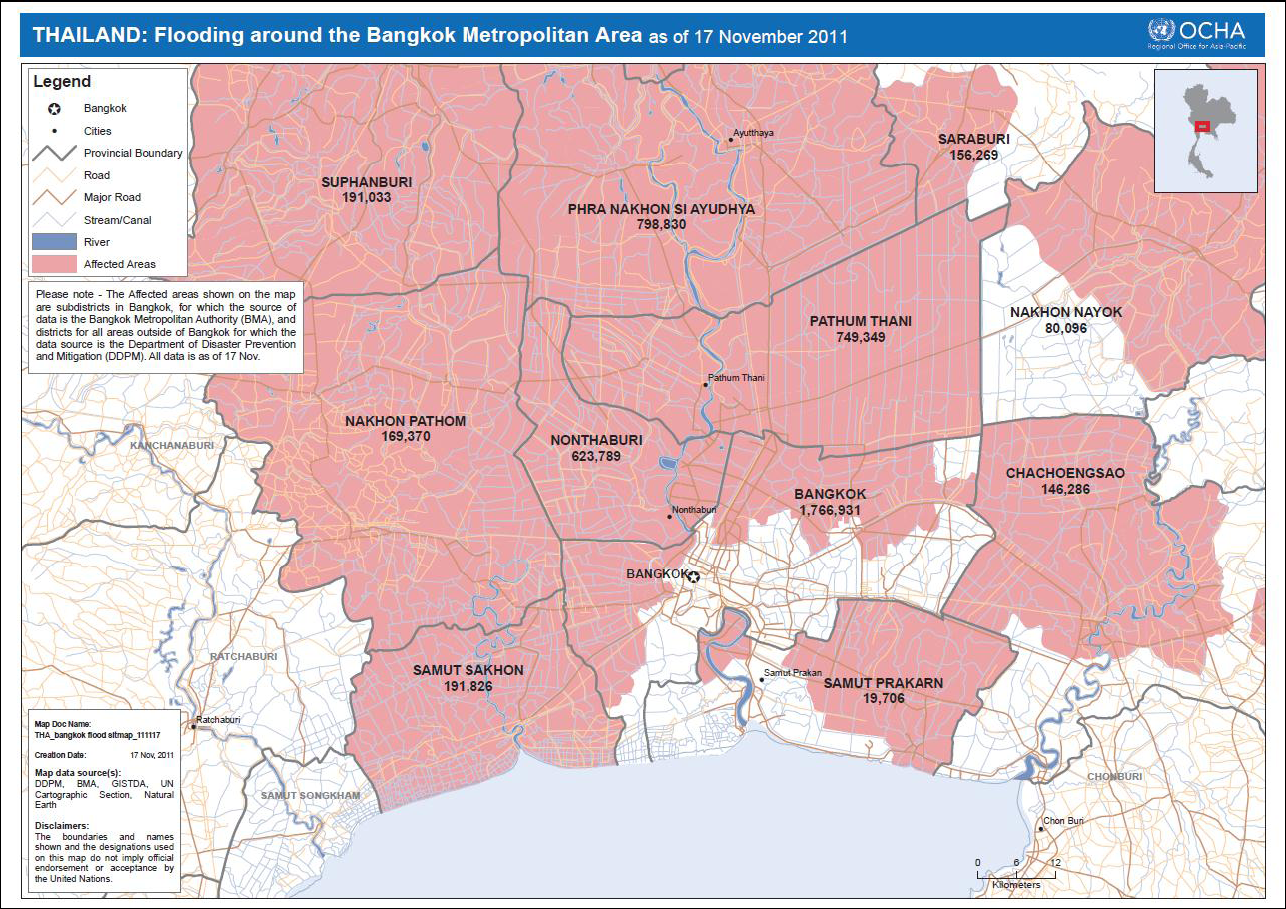 THAILAND: Flooding around the Bangkok Metropolitan Area as of 17 November 2011
OCHA
Regional Office for Asia-Pacific
Legend
Bangkok
Cities
Provincial Boundary
Road
Major Road
Stream/Canal
River
Affected Areas
Please note - The Affected areas shown on the map
are subdistricts in Bangkok, for which the source of
data is the Bangkok Metropolitan Authority (BMA), and
districts for all areas outside of Bangkok for which the
data source is the Department of Disaster Prevention
and Mitigation (DDPM). All data is as of 17 Nov.
Ayutthaya
SARABURI
156,269
SUPHANBURI
191,033
PHRA NAKHON SI AYUDHYA
798,830
PATHUM THANI
749,349
NAKHON NAYOK
80,096
Pathum Thani
NAKHON PATHOM
169,370
KANCHANABURI
NONTHABURI
623,789
CHACHOENGSAO
146,286
BANGKOK
1,766,931
Nonthaburi
BANGKOK
RATCHABURI
SAMUT SAKHON
191,826
Samut Prakan
SAMUT PRAKARN
19,706
Ratchaburi
SAMUT SONGKHAM
CHONBURI
Chon Buri
Map Doc Name:
THA_bangkok flood sitmap_111117
Creation Date: 17 Nov, 2011
Map data source(s):
DDPM, BMA, GISTDA, UN
Cartographic Section, Natural
Earth
Disclaimers:
The boundaries and names
shown and the designations used
on this map do not imply official
endorsement or acceptance by
the United Nations.
0 6 12
Kilometers